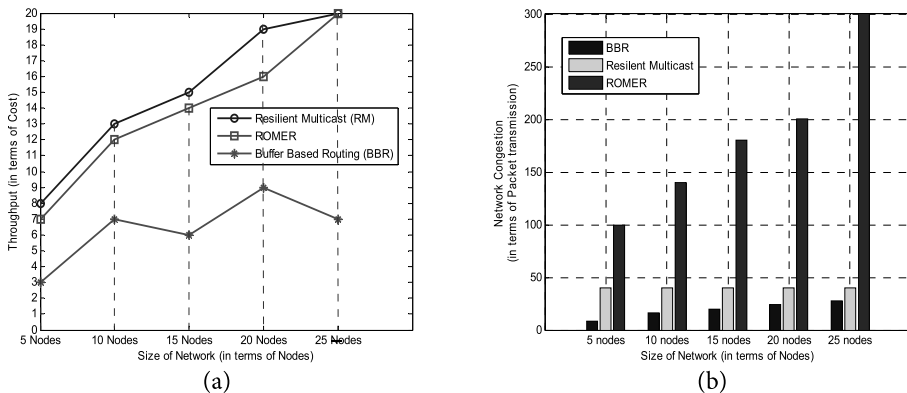 20
19
18
17
16
15
14
13
12
11
10
9
8
7
6
5
4
3
2
1
0
Throughput (in terms of Cost)
Resilient Multicast (RM)
ROMER
Buffer Based Routing (BBR)
5 Nodes 10 Nodes 15 Nodes 20 Nodes 25 Nodes
Size of Network (in terms of Nodes)
(a)
300
250
200
150
100
50
0
Network Congestion
(in terms of Packet transmission)
BBR
Resilent Multicast
ROMER
5 nodes 10 nodes 15 nodes 20 nodes 25 nodes
Size of Network (in terms of Nodes)
(b)